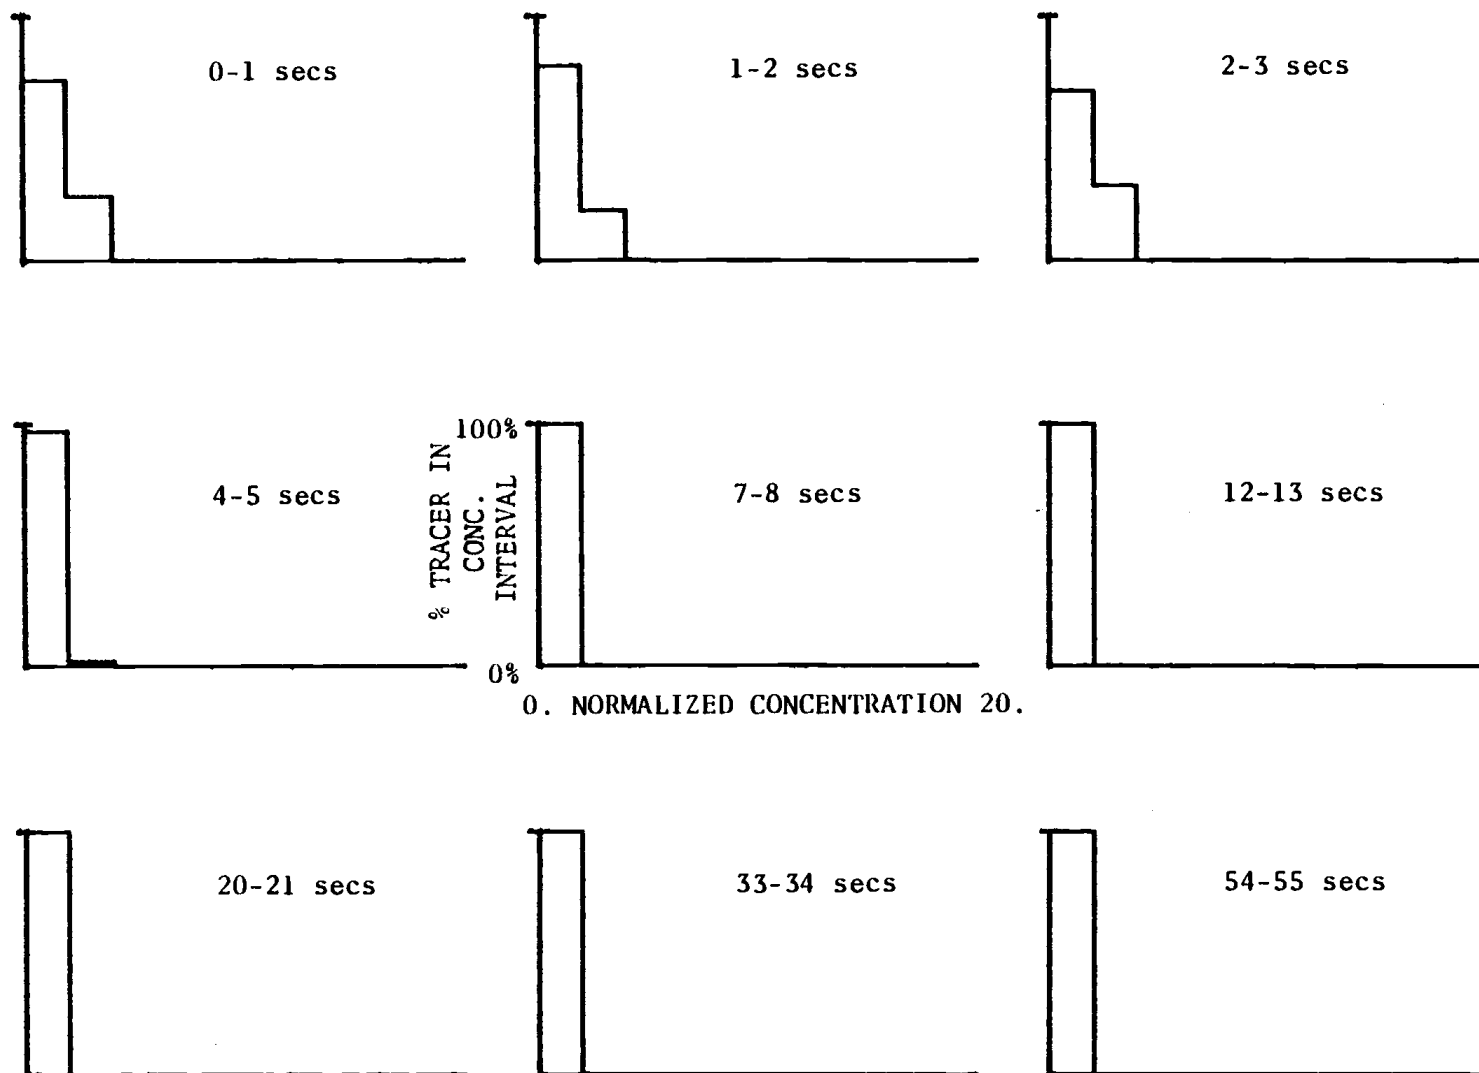 0-1 secs
1-2 secs
2-3 secs
4-5 secs
100%
% TRACER IN
CONC.
INTERVAL
0%
7-8 secs
12-13 secs
0. NORMALIZED CONCENTRATION 20.
20-21 secs
33-34 secs
54-55 secs